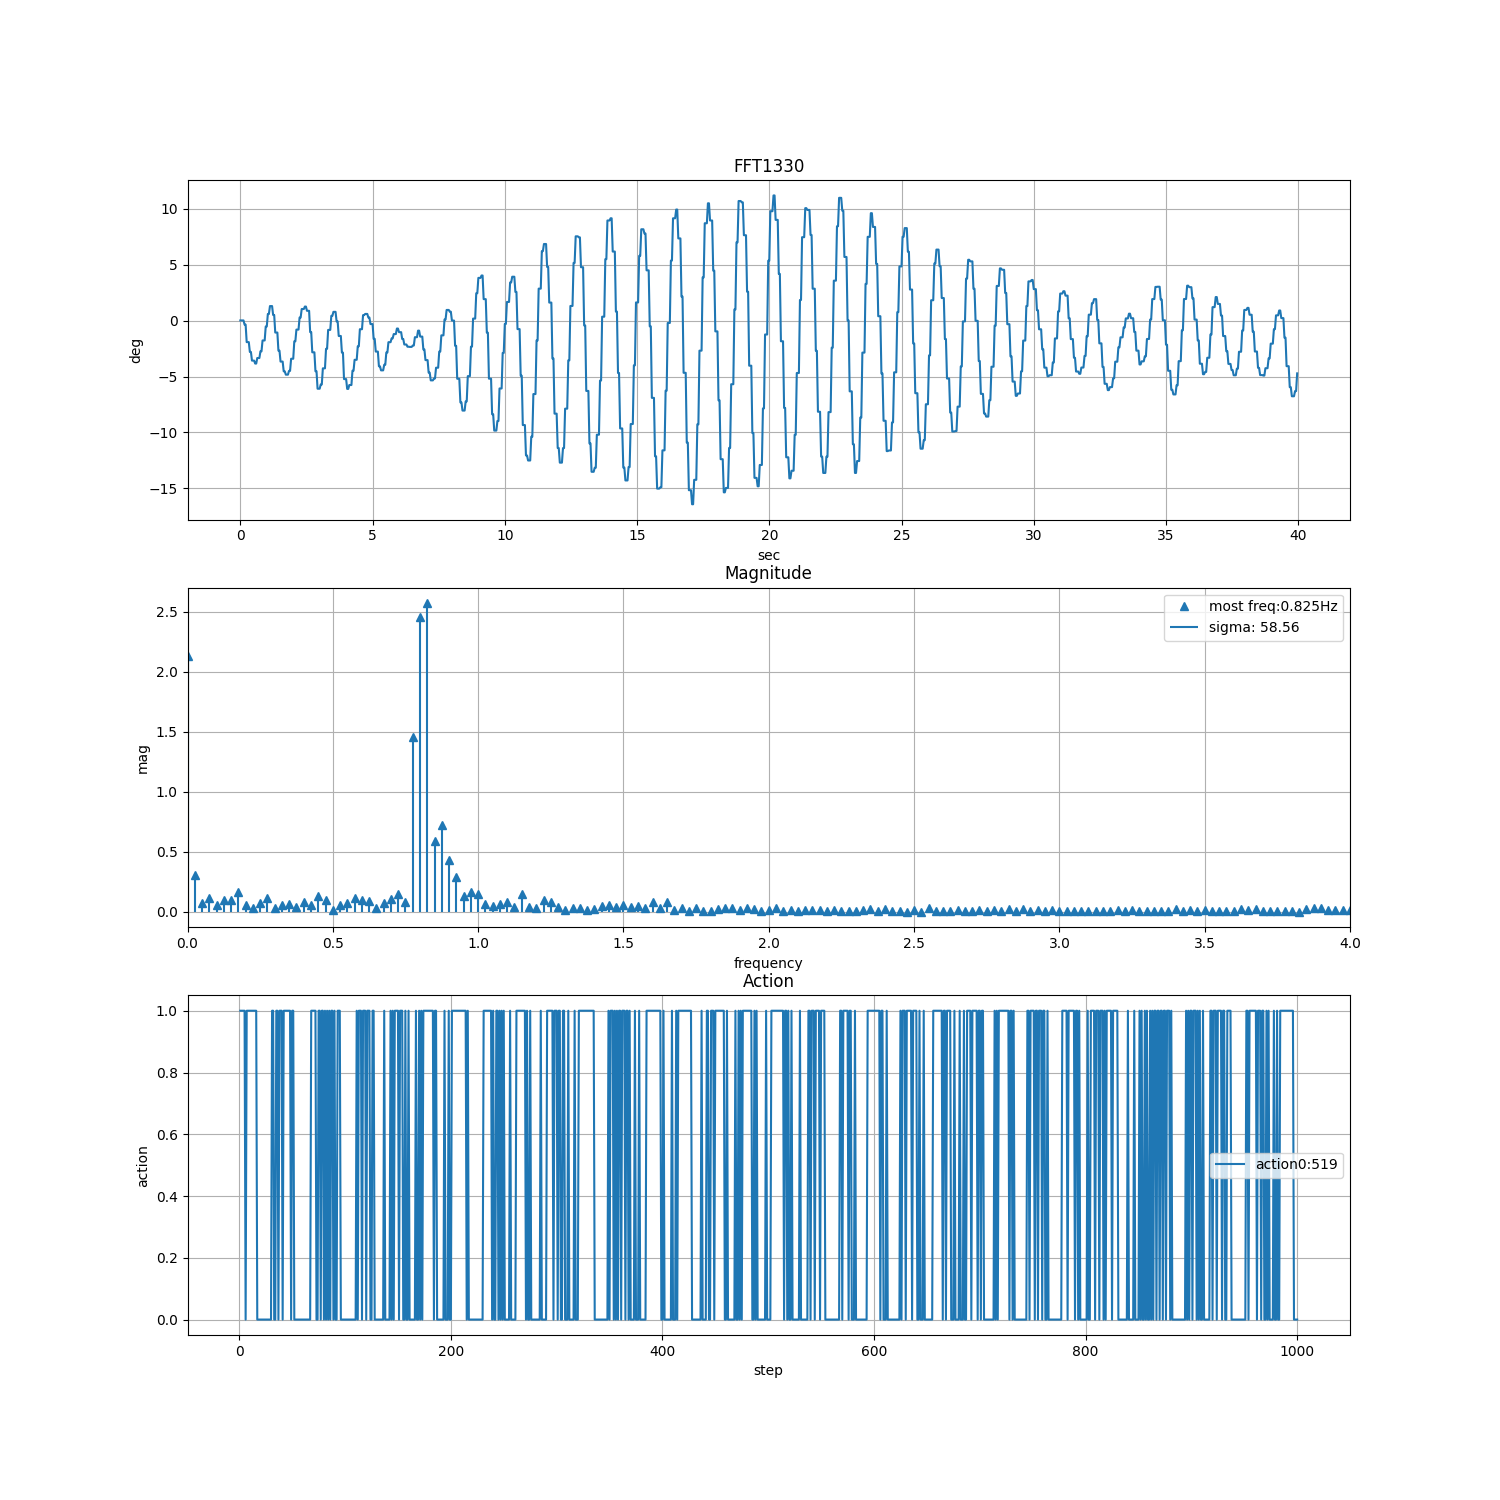 FFT1330
10
5
0
−5
−10
−15
deg
0 5 10 15 20 25 30 35 40
sec
Magnitude
most freq:0.825Hz
sigma: 58.56
2.5
2.0
1.5
1.0
0.5
0.0
mag
0.0 0.5 1.0 1.5 2.0 2.5 3.0 3.5 4.0
frequency
Action
1.0
0.8
0.6
0.4
0.2
0.0
action
action0:519
0 200 400 600 800 1000
step